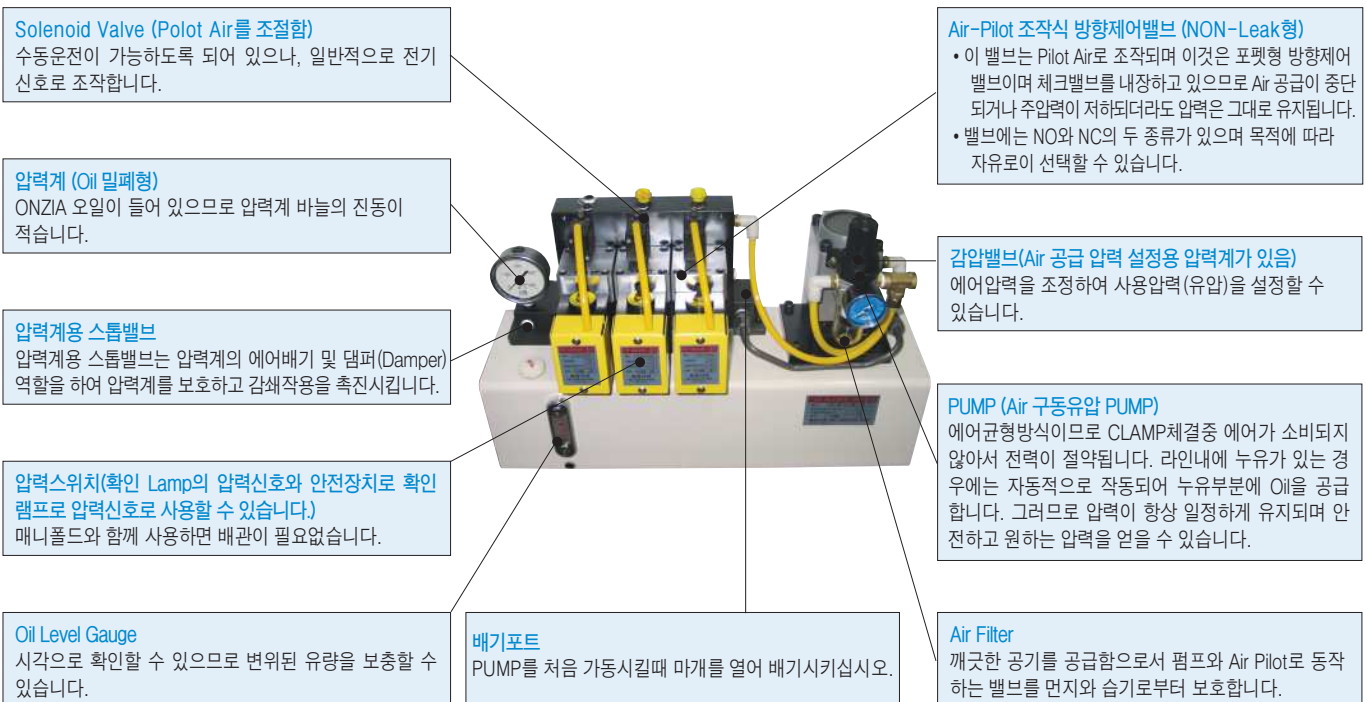 Solenoid Valve (Polot Air를 조절함)
수동운전이 가능하도록 되어 있으나, 일반적으로 전기
신호로 조작합니다.
압력계 (Oil 밀폐형)
ONZIA 오일이 들어 있으므로 압력계 바늘의 진동이
적습니다.
압력계용 스톱밸브
압력계용 스톱밸브는 압력계의 에어배기 및 댐퍼(Damper)
역할을 하여 압력계를 보호하고 감쇄작용을 촉진시킵니다.
압력스위치(확인 Lamp의 압력신호와 안전장치로 확인
램프로 압력신호로 사용할 수 있습니다.)
매니폴드와 함께 사용하면 배관이 필요없습니다.
Oil Level Gauge
시각으로 확인할 수 있으므로 변위된 유량을 보충할 수
있습니다.
배기포트
PUMP를 처음 가동시킬때 마개를 열어 배기시키십시오.
Air-Pilot 조작식 방향제어밸브 (NON-Leak형)
• 이 밸브는 Pilot Air로 조작되며 이것은 포펫형 방향제어
밸브이며 체크밸브를 내장하고 있으므로 Air 공급이 중단
되거나 주압력이 저하되더라도 압력은 그대로 유지됩니다.
• 밸브에는 NO와 NC의 두 종류가 있으며 목적에 따라
자유로이 선택할 수 있습니다.
감압밸브(Air 공급 압력 설정용 압력계가 있음)
에어압력을 조정하여 사용압력(유압)을 설정할 수
있습니다.
PUMP (Air 구동유압 PUMP)
에어균형방식이므로 CLAMP체결중 에어가 소비되지
않아서 전력이 절약됩니다. 라인내에 누유가 있는 경
우에는 자동적으로 작동되어 누유부분에 Oil을 공급
합니다. 그러므로 압력이 항상 일정하게 유지되며 안
전하고 원하는 압력을 얻을 수 있습니다.
Air Filter
깨긋한 공기를 공급함으로서 펌프와 Air Pilot로 동작
하는 밸브를 먼지와 습기로부터 보호합니다.